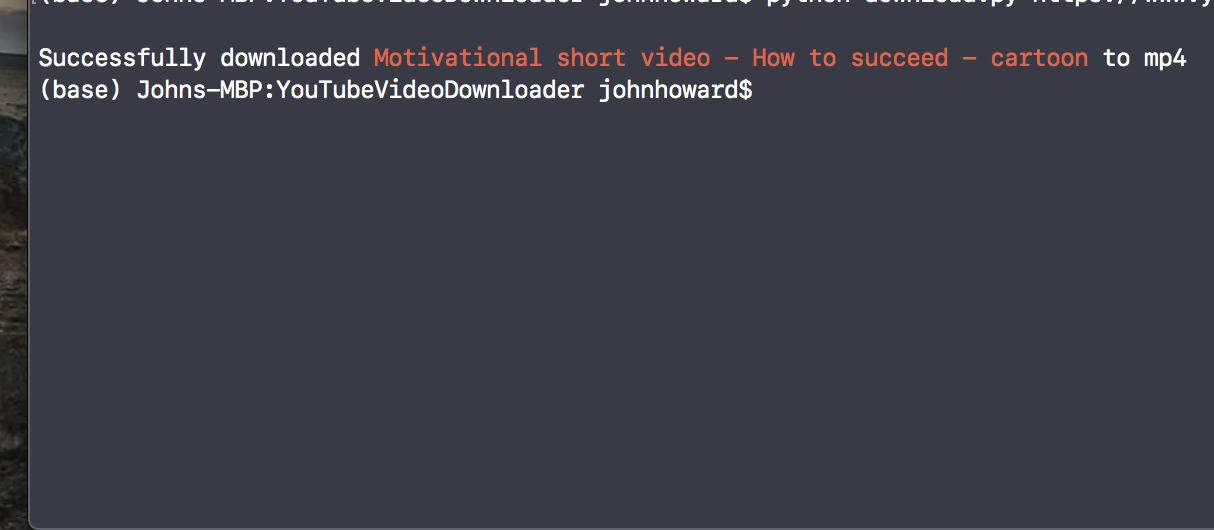 (base) Johns-MBP:YouTubeVideoDownloader johnhoward$ python download.py https://www.y
Successfully downloaded Motivational short video - How to succeed - cartoon to mp4
(base) Johns-MBP:YouTubeVideoDownloader johnhoward$